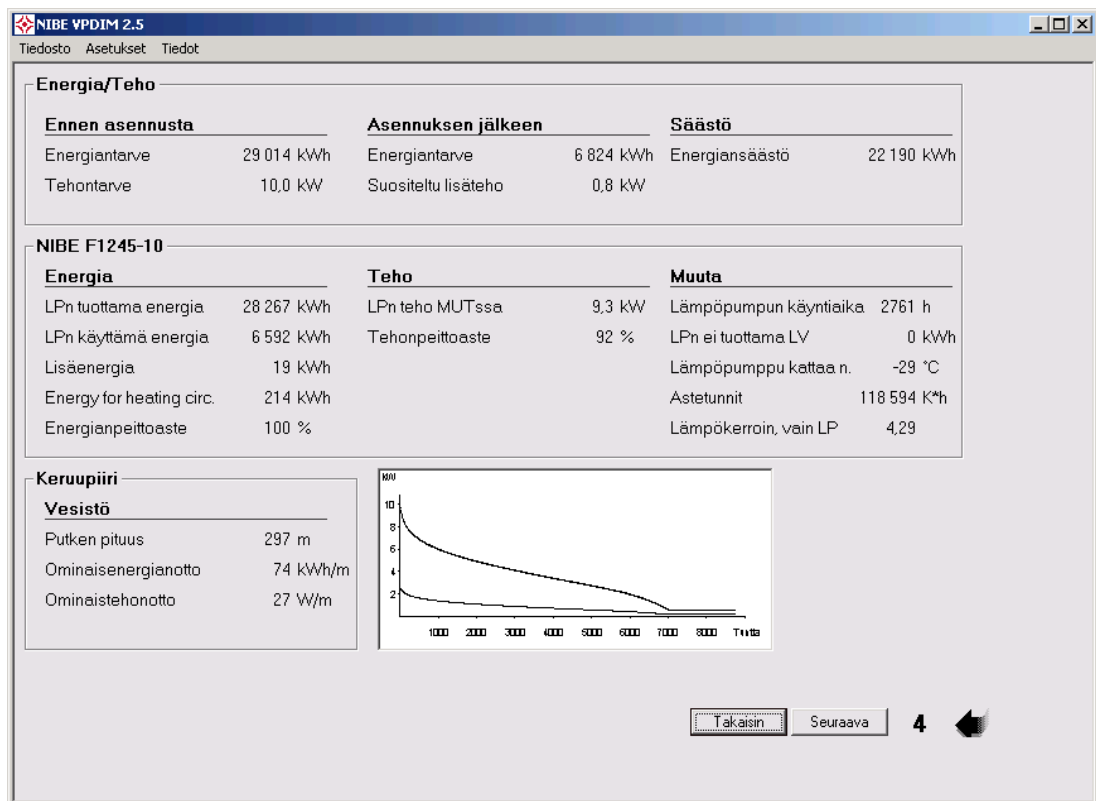 NIBE VPDIM 2.5
Tiedosto Asetukset Tiedot
Energia/Teho
Ennen asennusta Asennuksen jälkeen Säästö
Energiantarve 29 014 kWh Energiantarve 6 824 kWh Energiansäästö 22 190 kWh
Tehontarve 10,0 kW Suositeltu lisäteho 0,8 kW
NIBE F1245-10
Energia Teho Muuta
LPn tuottama energia 28 267 kWh LPn teho MUTssa 9,3 kW Lämpöpumpun käyntiaika 2761 h
LPn käyttämä energia 6 592 kWh Tehonpeittoaste 92 % LPn ei tuottama LV 0 kWh
Lisäenergia 19 kWh Lämpöpumppu kattaa n. -29 °C
Energy for heating circ. 214 kWh Astetunnit 118 594 K*h
Energianpeittoaste 100 % Lämpökerroin, vain LP 4,29
Keruupiiri
Vesistö
Putken pituus 297 m
Ominaisenergianotto 74 kWh/m
Ominaistehonotto 27 W/m
kW
10
8
6
4
2
1000 2000 3000 4000 5000 6000 7000 8000 Tuntia
Takaisin Seuraava 4